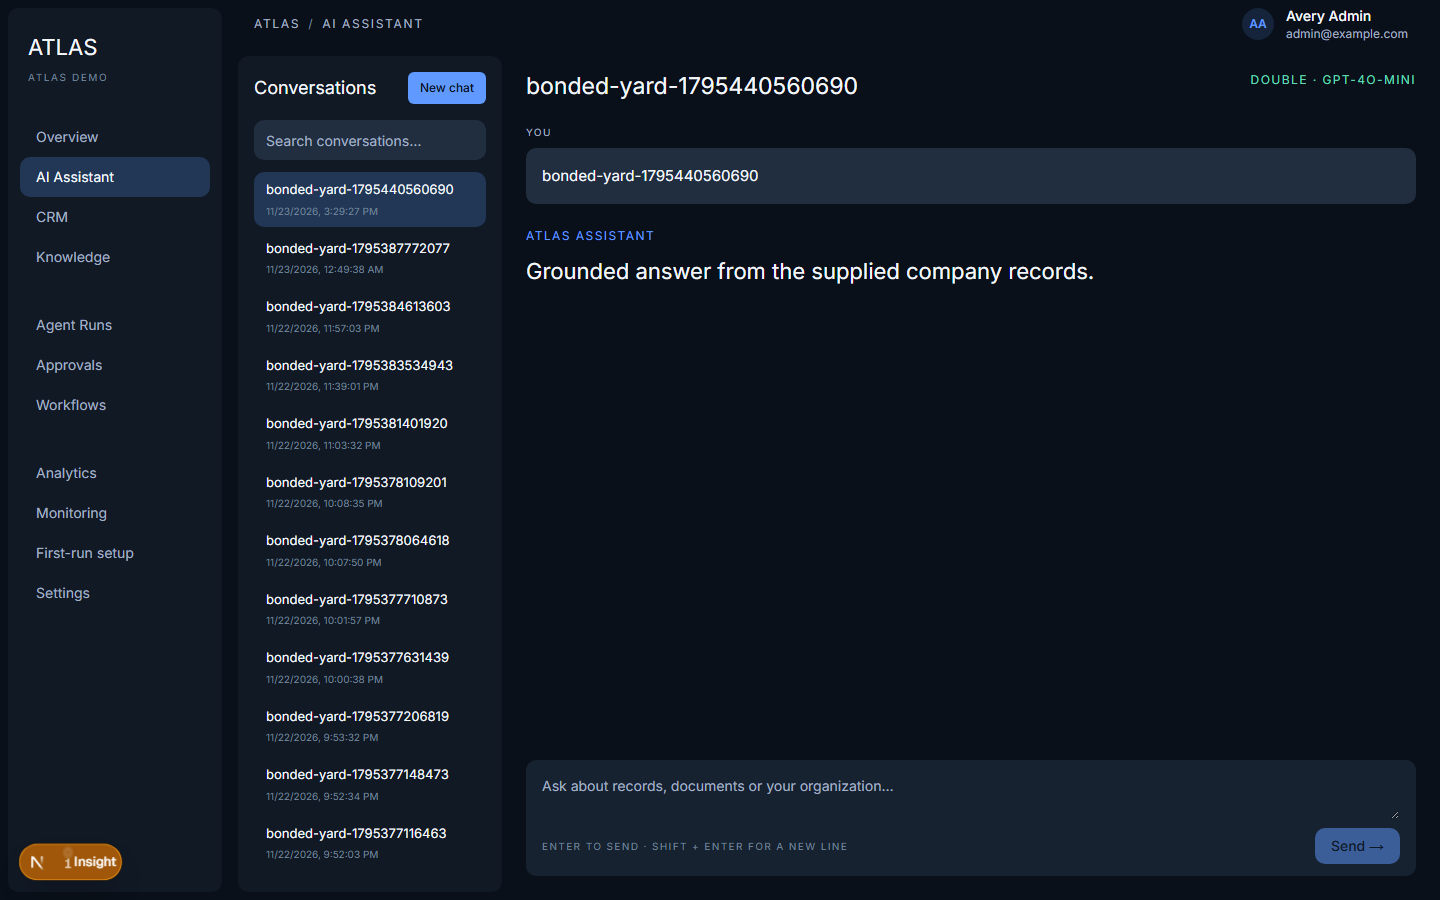 ATLAS
ATLAS DEMO
Overview
AI Assistant
CRM
Knowledge
Agent Runs
Approvals
Workflows
Analytics
Monitoring
First-run setup
Settings
1 Insight
ATLAS / AI ASSISTANT
AA
Avery Admin
admin@example.com
Conversations
New chat
Search conversations...
bonded-yard-1795440560690
11/23/2026, 3:29:27 PM
bonded-yard-1795387772077
11/23/2026, 12:49:38 AM
bonded-yard-1795384613603
11/22/2026, 11:57:03 PM
bonded-yard-1795383534943
11/22/2026, 11:39:01 PM
bonded-yard-1795381401920
11/22/2026, 11:03:32 PM
bonded-yard-1795378109201
11/22/2026, 10:08:35 PM
bonded-yard-1795378064618
11/22/2026, 10:07:50 PM
bonded-yard-1795377710873
11/22/2026, 10:01:57 PM
bonded-yard-1795377631439
11/22/2026, 10:00:38 PM
bonded-yard-1795377206819
11/22/2026, 9:53:32 PM
bonded-yard-1795377148473
11/22/2026, 9:52:34 PM
bonded-yard-1795377116463
11/22/2026, 9:52:03 PM
bonded-yard-1795440560690
DOUBLE · GPT-4O-MINI
YOU
bonded-yard-1795440560690
ATLAS ASSISTANT
Grounded answer from the supplied company records.
Ask about records, documents or your organization...
ENTER TO SEND · SHIFT + ENTER FOR A NEW LINE
Send →